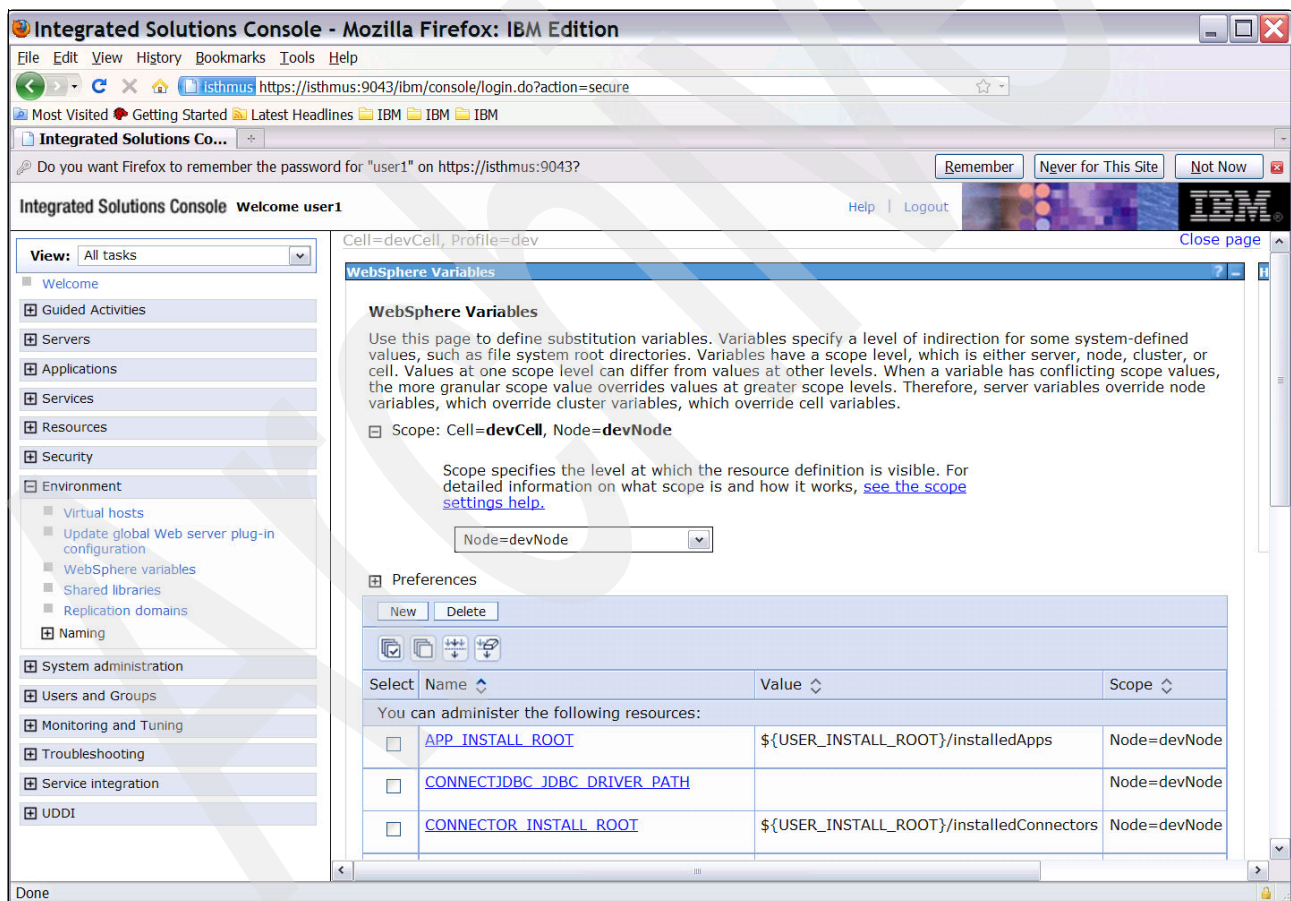 Integrated Solutions Console - Mozilla Firefox: IBM Edition
File Edit View History Bookmarks Tools Help
isthmus https://isthmus:9043/ibm/console/login.do?action=secure
Most Visited Getting Started Latest Headlines IBM IBM IBM
Integrated Solutions Co...
Do you want Firefox to remember the password for "user1" on https://isthmus:9043? Remember Never for This Site Not Now
Integrated Solutions Console Welcome user1 Help | Logout IBM®
View: All tasks
Welcome
Guided Activities
Servers
Applications
Services
Resources
Security
Environment
Virtual hosts
Update global Web server plug-in
configuration
WebSphere variables
Shared libraries
Replication domains
Naming
System administration
Users and Groups
Monitoring and Tuning
Troubleshooting
Service integration
UDDI
Cell=devCell, Profile=dev Close page
WebSphere Variables ? H
WebSphere Variables
Use this page to define substitution variables. Variables specify a level of indirection for some system-defined
values, such as file system root directories. Variables have a scope level, which is either server, node, cluster, or
cell. Values at one scope level can differ from values at other levels. When a variable has conflicting scope values,
the more granular scope value overrides values at greater scope levels. Therefore, server variables override node
variables, which override cluster variables, which override cell variables.
Scope: Cell=devCell, Node=devNode
Scope specifies the level at which the resource definition is visible. For
detailed information on what scope is and how it works, see the scope
settings help.
Node=devNode
Preferences
New Delete
Select Name Value Scope
You can administer the following resources:
APP_INSTALL_ROOT ${USER_INSTALL_ROOT}/installedApps Node=devNode
CONNECTJDBC_JDBC_DRIVER_PATH Node=devNode
CONNECTOR_INSTALL_ROOT ${USER_INSTALL_ROOT}/installedConnectors Node=devNode
Done